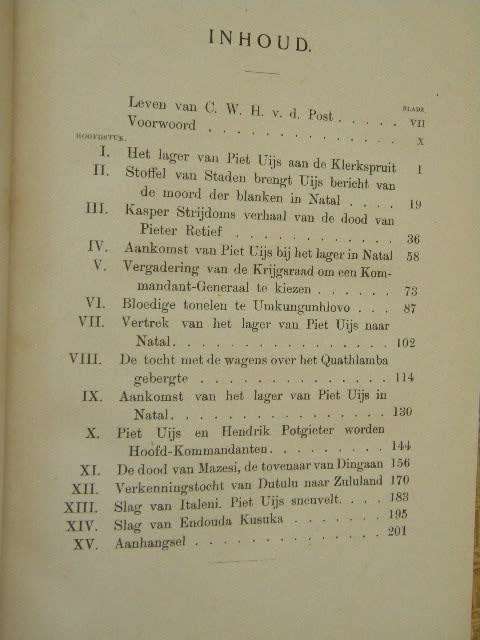 INHOUD.
BLADZ.
Leven van C. W. H. v. d. Post . . . . . VII
Voorwoord . . . . . . . . . . X
HOOFDSTUK.
I. Het lager van Piet Uijs aan de Klerkspruit 1
II. Stoffel van Staden brengt Uijs bericht van
de moord der blanken in Natal . . . . 19
III. Kasper Strijdoms verhaal van de dood van
Pieter Retief . . . . . . . . . 36
IV. Aankomst van Piet Uijs bij het lager in Natal 58
V. Vergadering van de Krijgsraad om een Kom-
mandant-Generaal te kiezen . . . . . 73
VI. Bloedige tonelen te Umkungunhlovo . . . . 87
VII. Vertrek van het lager van Piet Uijs naar
Natal. . . . . . . . . . . . 102
VIII. De tocht met de wagens over het Quathlamba
gebergte . . . . . . . . . . 114
IX. Aankomst van het lager van Piet Uijs in
Natal. . . . . . . . . . . . 130
X. Piet Uijs en Hendrik Potgieter worden
Hoofd-Kommandanten . . . . . . . 144
XI. De dood van Mazesi, de tovenaar van Dingaan 156
XII. Verkenningstocht van Dutulu naar Zululand 170
XIII. Slag van Italeni. Piet Uijs sneuvelt. . . . 183
XIV. Slag van Endouda Kusuka . . . . . . 195
XV. Aanhangsel . . . . . . . . . . 201